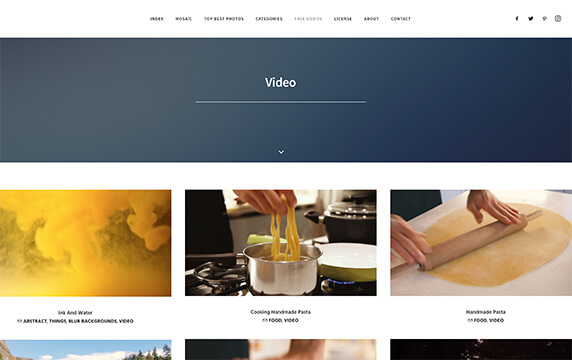 INDEX MOSAIC TOP BEST PHOTOS CATEGORIES FREE VIDEOS LICENSE ABOUT CONTACT
Video
Ink And Water
ABSTRACT, THINGS, BLUR BACKGROUNDS, VIDEO
Cooking Handmade Pasta
FOOD, VIDEO
Handmade Pasta
FOOD, VIDEO